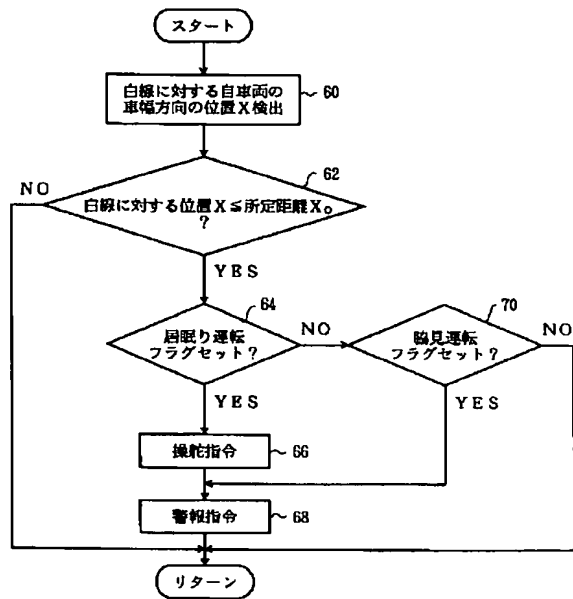 スタート
白線に対する自車両の
車幅方向の位置X検出
60
62
NO
白線に対する位置X≦所定距離X₀
?
YES
64
70
居眠り運転
フラグセット?
NO
脇見運転
フラグセット?
NO
YES
YES
操舵指令
66
警報指令
68
リターン